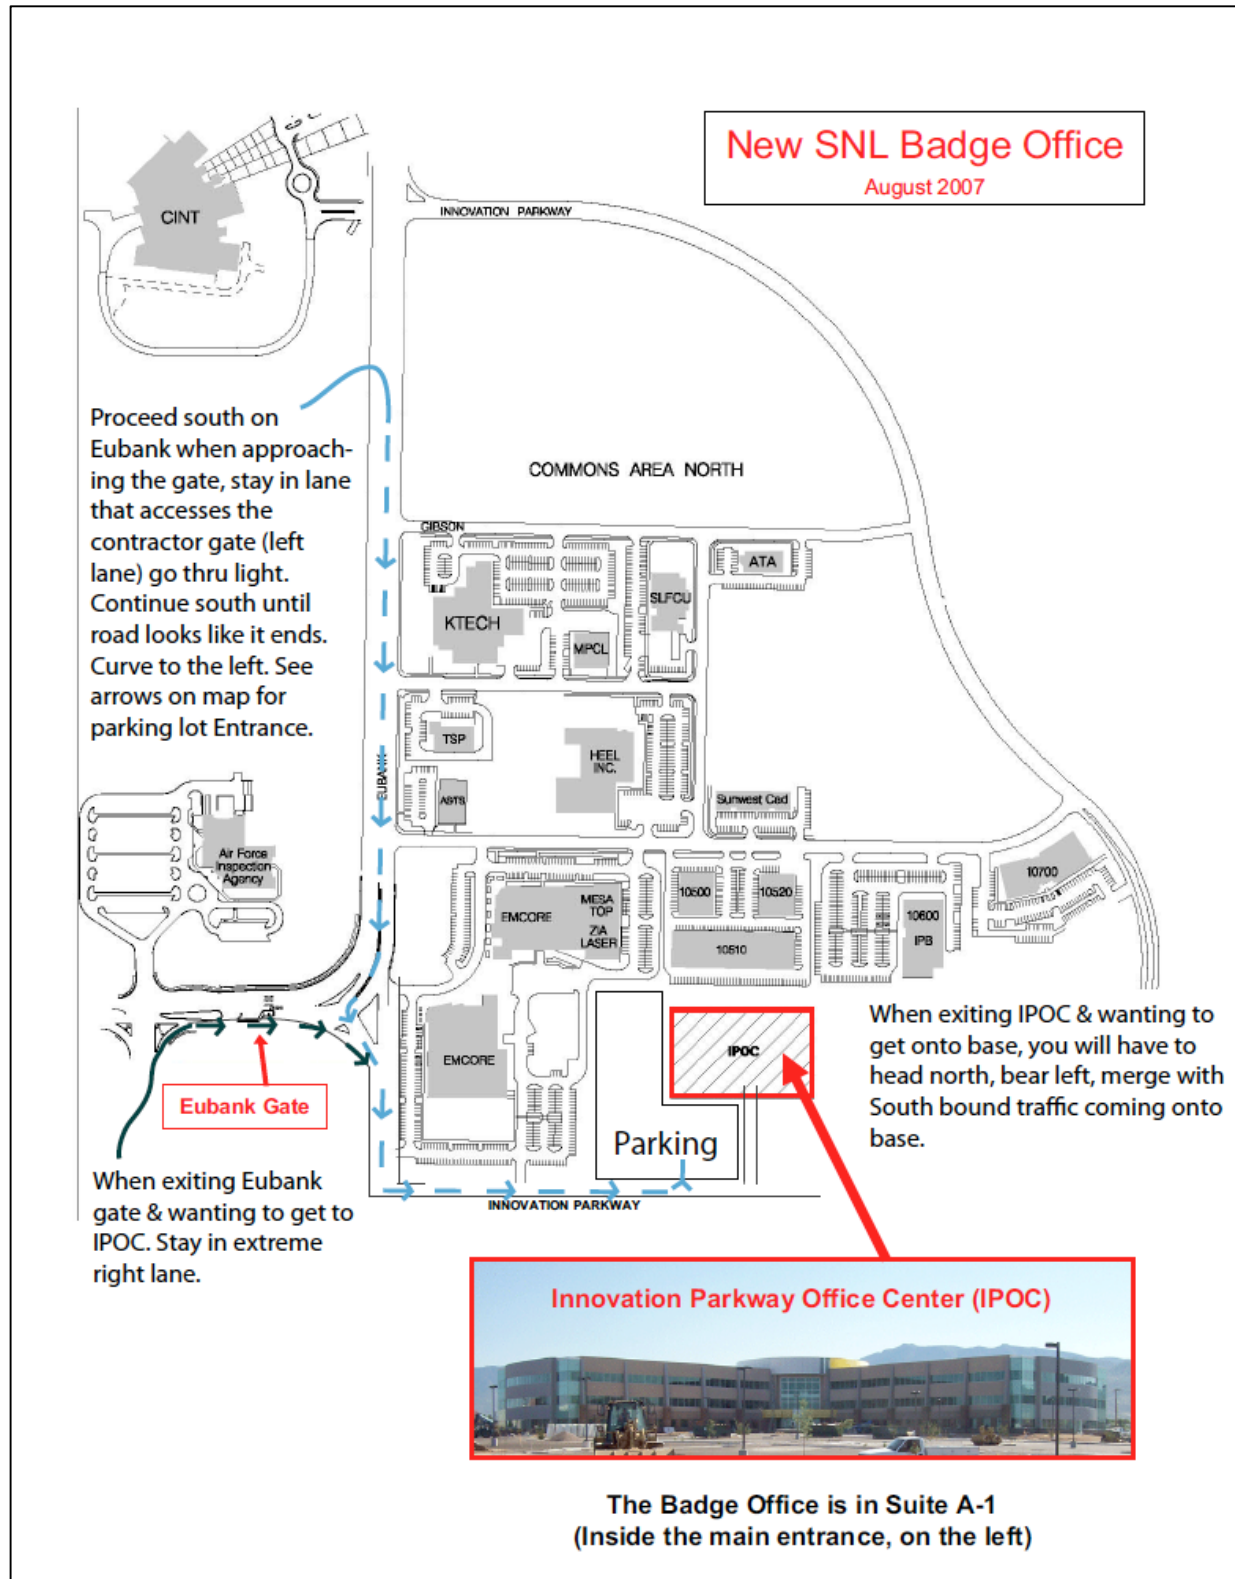 New SNL Badge Office
August 2007
CINT
INNOVATION PARKWAY
Proceed south on
Eubank when approach-
ing the gate, stay in lane
that accesses the
contractor gate (left
lane) go thru light.
Continue south until
road looks like it ends.
Curve to the left. See
arrows on map for
parking lot Entrance.
COMMONS AREA NORTH
GIBSON
ATA
SLFCU
KTECH
MPCL
TSP
HEEL
INC.
EUBANK
ASTS
Sunwest Cad
Air Force
Inspection
Agency
10700
10500
10520
MESA
TOP
EMCORE
ZIA
LASER
10600
IPB
10510
When exiting IPOC & wanting to
get onto base, you will have to
head north, bear left, merge with
South bound traffic coming onto
base.
IPOC
EMCORE
Eubank Gate
Parking
When exiting Eubank
gate & wanting to get to
IPOC. Stay in extreme
right lane.
INNOVATION PARKWAY
Innovation Parkway Office Center (IPOC)
The Badge Office is in Suite A-1
(Inside the main entrance, on the left)